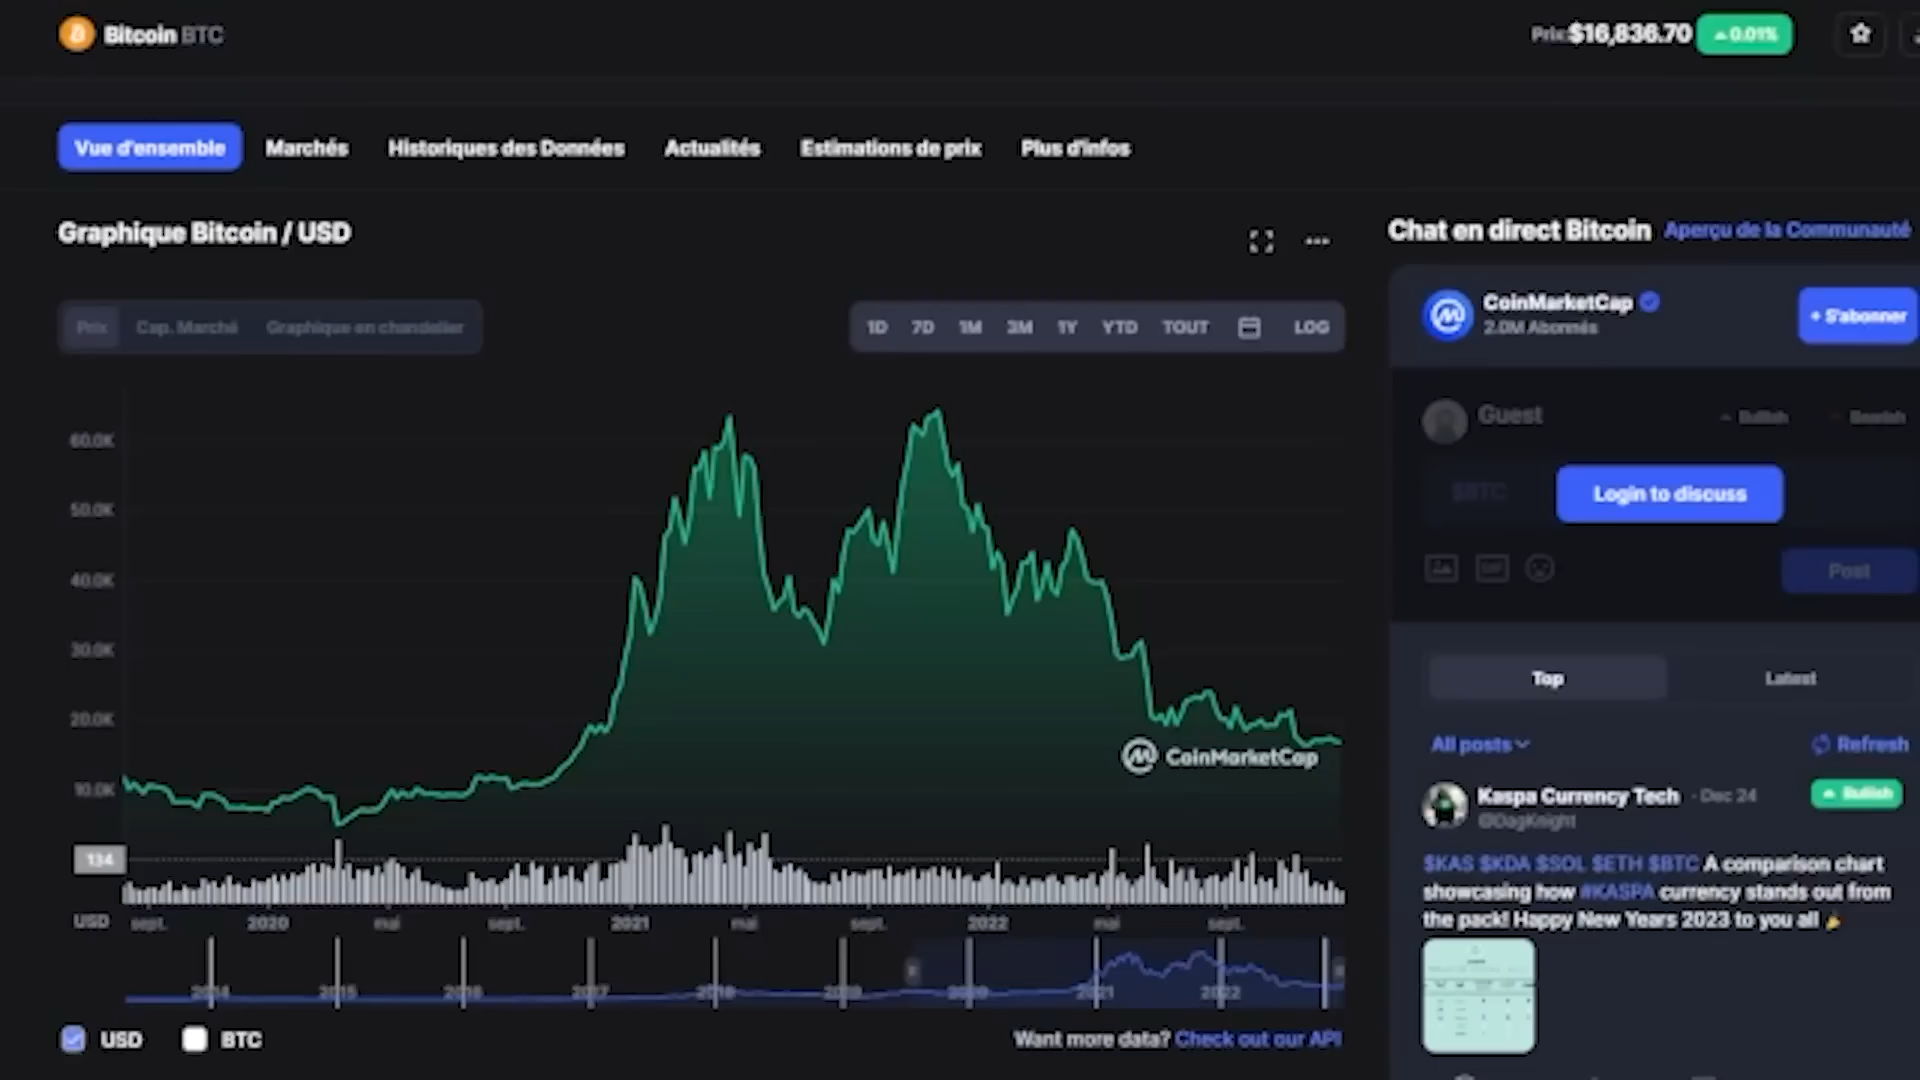 Bitcoin BTC
Prix: $16,836.70 0.01%
Vue d'ensemble Marchés Historiques des Données Actualités Estimations de prix Plus d'infos
Graphique Bitcoin / USD
Prix Cap. Marché Graphique en chandelier
1D 7D 1M 3M 1Y YTD TOUT LOG
60.0K
50.0K
40.0K
30.0K
20.0K
10.0K
134
CoinMarketCap
USD sept. 2020 mai sept. 2021 mai sept. 2022 mai sept.
2014 2015 2016 2017 2018 2019 2020 2021 2022
USD BTC
Want more data? Check out our API
Chat en direct Bitcoin Aperçu de la Communauté
CoinMarketCap
2.0M Abonnés
+ S'abonner
Guest Bullish Bearish
$BTC
Login to discuss
GIF
Post
Top Latest
All posts Refresh
Kaspa Currency Tech · Dec 24 Bullish
@DagKnight
$KAS $KDA $SOL $ETH $BTC A comparison chart
showcasing how #KASPA currency stands out from
the pack! Happy New Years 2023 to you all